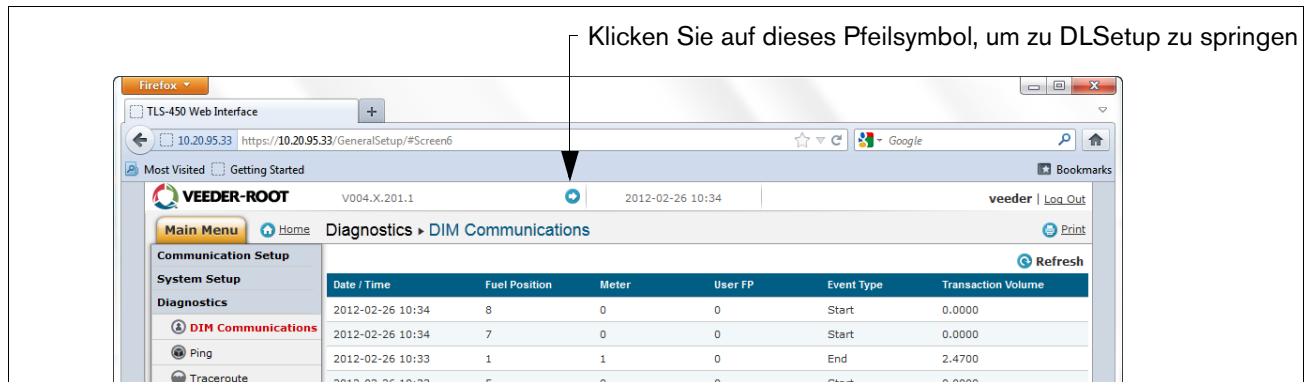 Klicken Sie auf dieses Pfeilsymbol, um zu DLSetup zu springen
Firefox
TLS-450 Web Interface
10.20.95.33 https://10.20.95.33/GeneralSetup/#Screen6
Google
Most Visited Getting Started
Bookmarks
VEEDER-ROOT V004.X.201.1 2012-02-26 10:34 veeder | Log Out
Main Menu Home Diagnostics ▸ DIM Communications Print
Communication Setup
Refresh
System Setup
Date / Time Fuel Position Meter User FP Event Type Transaction Volume
Diagnostics
2012-02-26 10:34 8 0 0 Start 0.0000
DIM Communications
2012-02-26 10:34 7 0 0 Start 0.0000
Ping
2012-02-26 10:33 1 1 0 End 2.4700
Traceroute